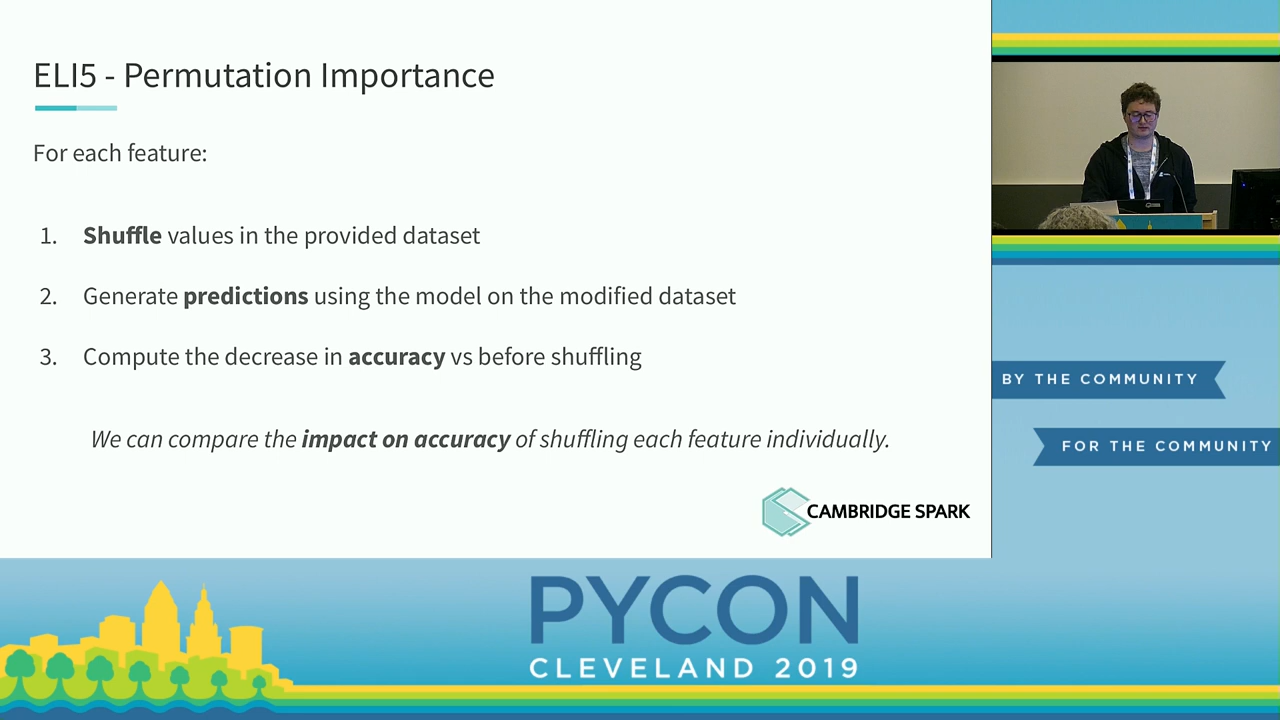 ELI5 - Permutation Importance
For each feature:
1. Shuffle values in the provided dataset
2. Generate predictions using the model on the modified dataset
3. Compute the decrease in accuracy vs before shuffling
We can compare the impact on accuracy of shuffling each feature individually.
CAMBRIDGE SPARK
BY THE COMMUNITY
FOR THE COMMUNITY
PYCON
CLEVELAND 2019